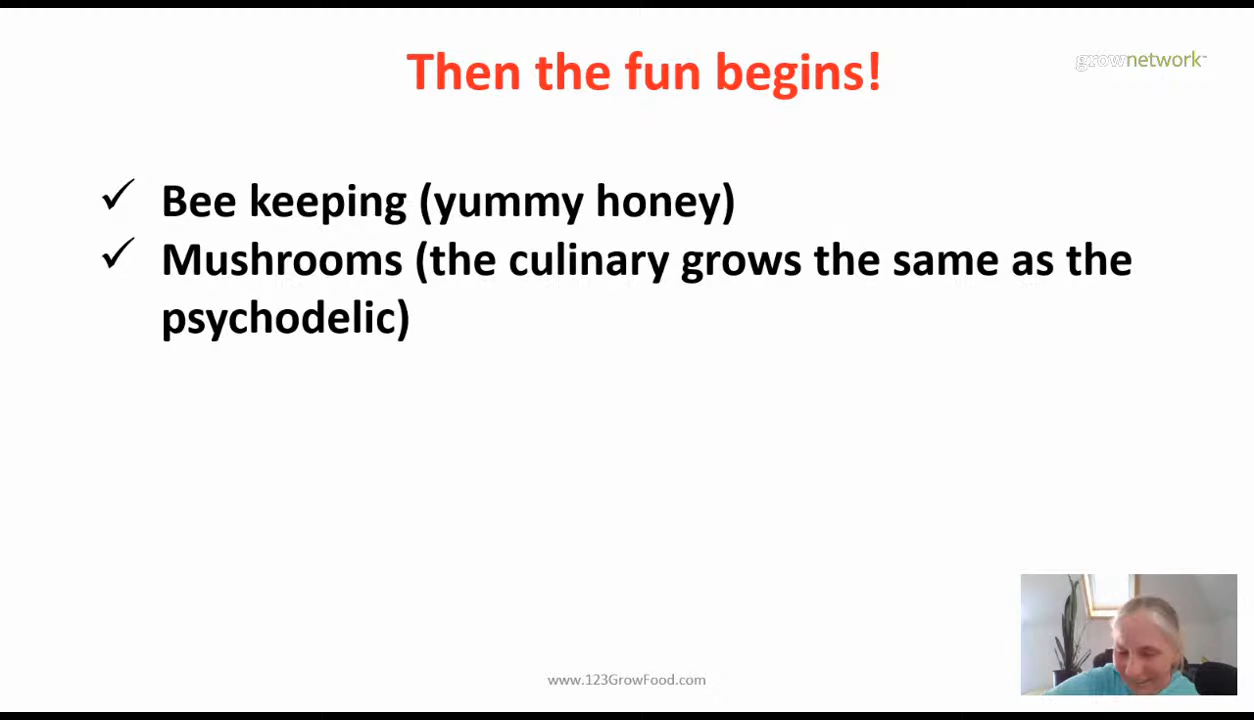 Then the fun begins!
grownetwork
✓ Bee keeping (yummy honey)
✓ Mushrooms (the culinary grows the same as the
psychodelic)
www.123GrowFood.com